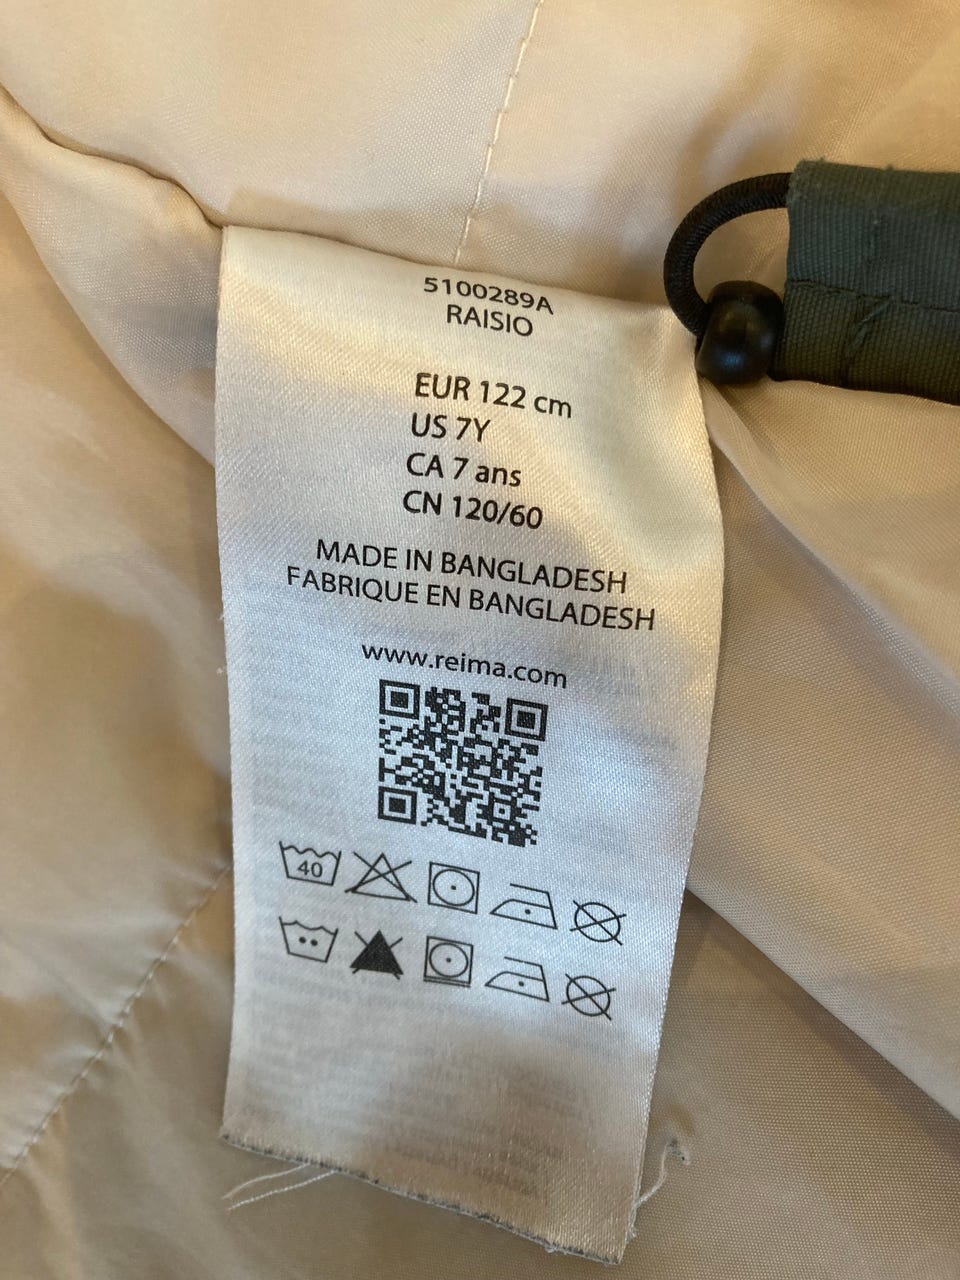 5100289A
RAISIO
EUR 122 cm
US 7Y
CA 7 ans
CN 120/60
MADE IN BANGLADESH
FABRIQUE EN BANGLADESH
www.reima.com
40